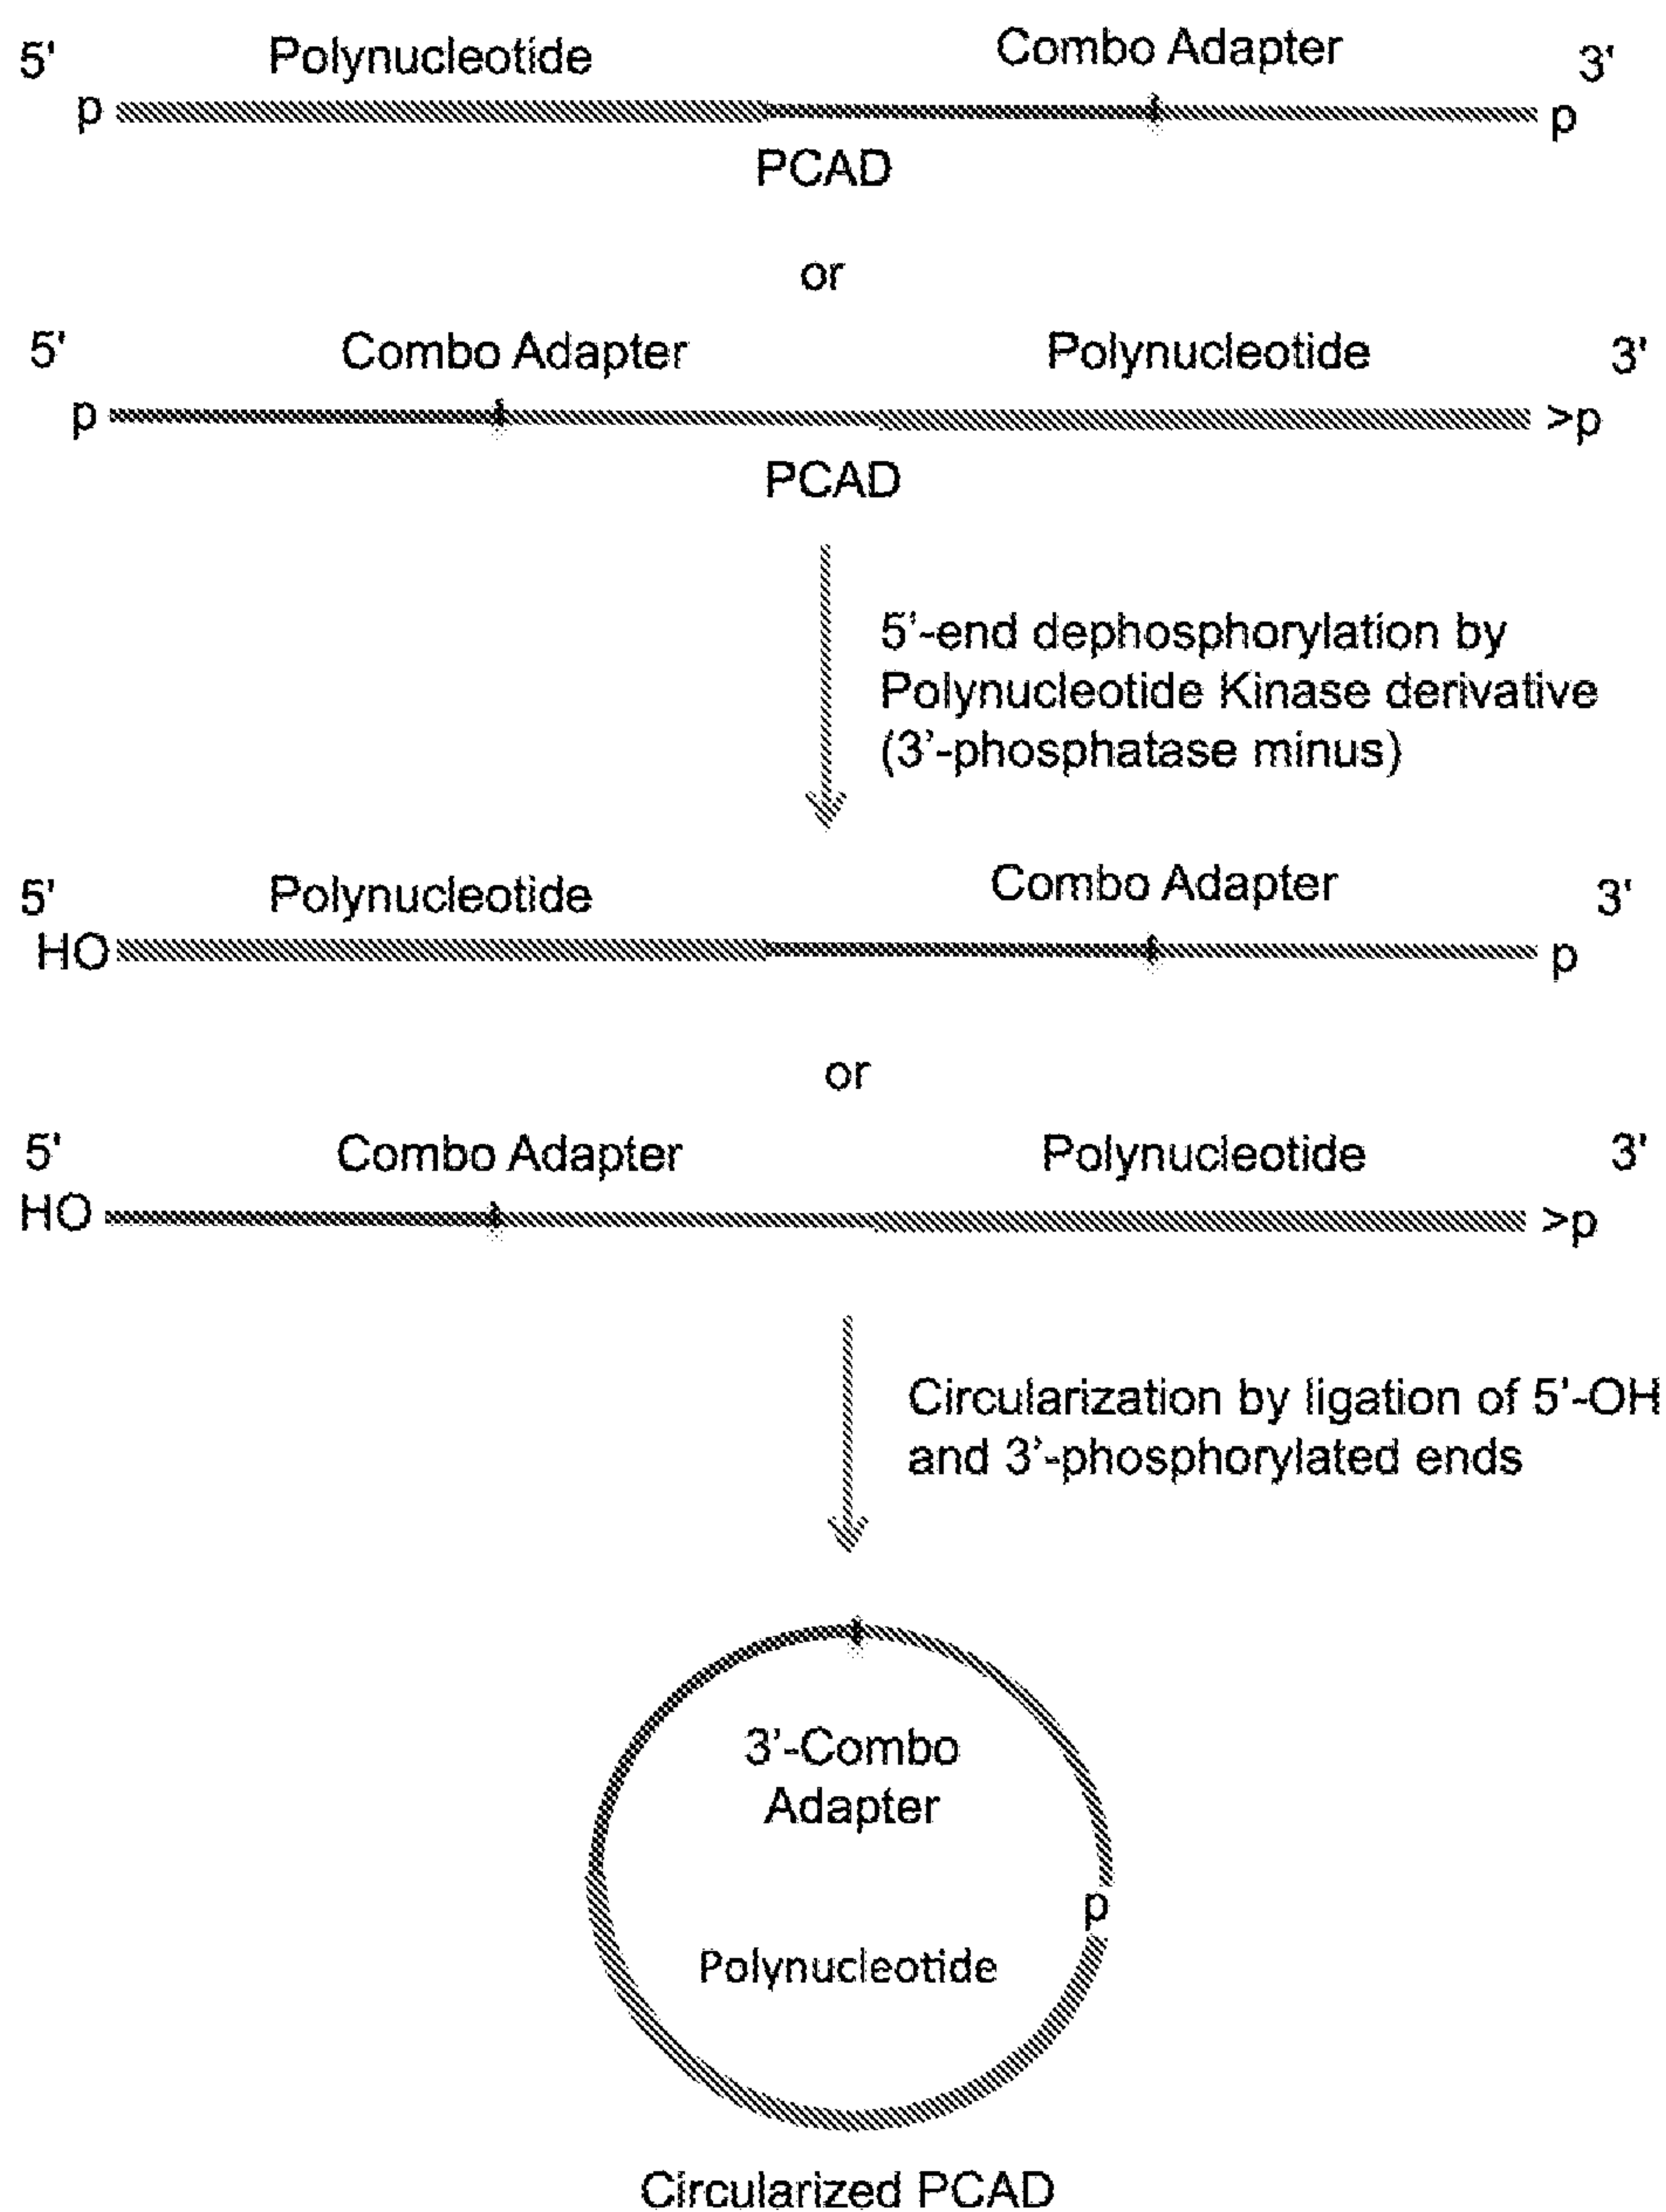 5' Polynucleotide Combo Adapter 3'
p p
PCAD
or
5' Combo Adapter Polynucleotide 3'
p >p
PCAD
5'-end dephosphorylation by
Polynucleotide Kinase derivative
(3'-phosphatase minus)
5' Polynucleotide Combo Adapter 3'
HO p
or
5' Combo Adapter Polynucleotide 3'
HO >p
Circularization by ligation of 5'-OH
and 3'-phosphorylated ends
3'-Combo
Adapter
p
Polynucleotide
Circularized PCAD